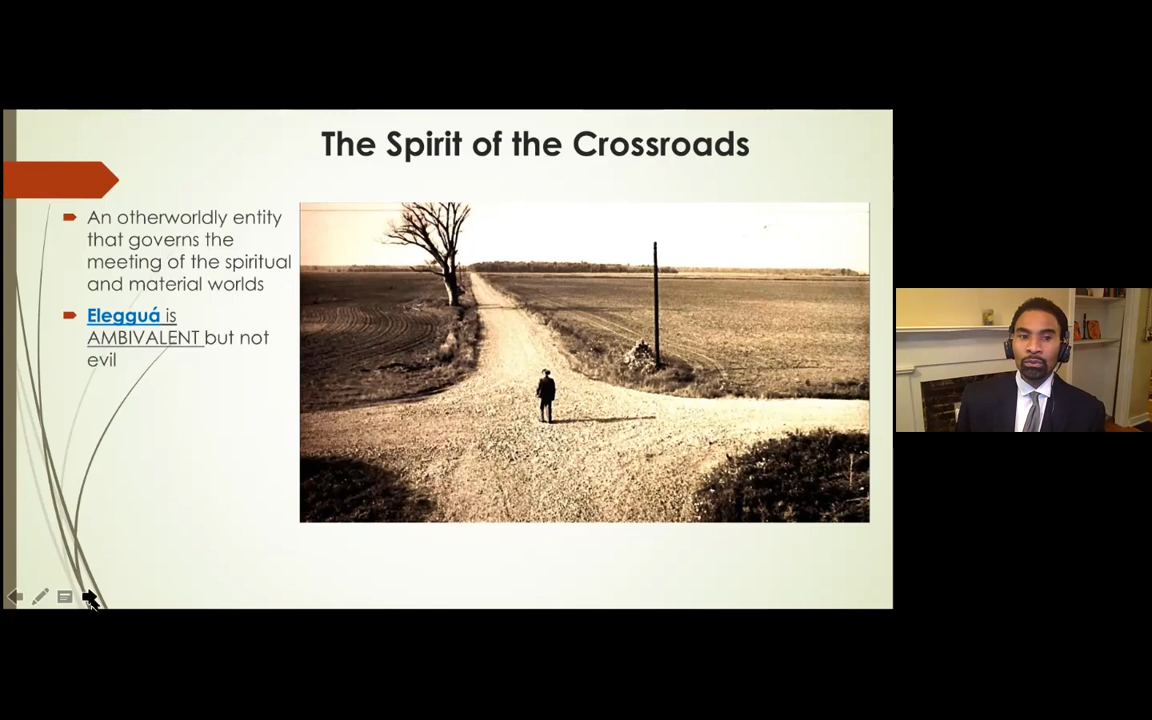 The Spirit of the Crossroads
An otherworldly entity
that governs the
meeting of the spiritual
and material worlds
Elegguá is
AMBIVALENT but not
evil